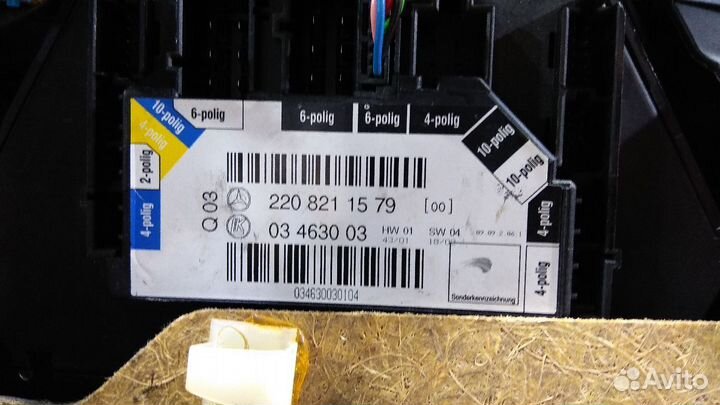 10-polig
4-polig
2-polig
4-polig
6-polig
6-polig
6-polig
4-polig
10-polig
10-polig
4-polig
4-polig
Q 03
220 821 15 79 [00]
03 4630 03 HW 01 SW 04
43/01
034630030104
Sonderkennzeichnung
Avito